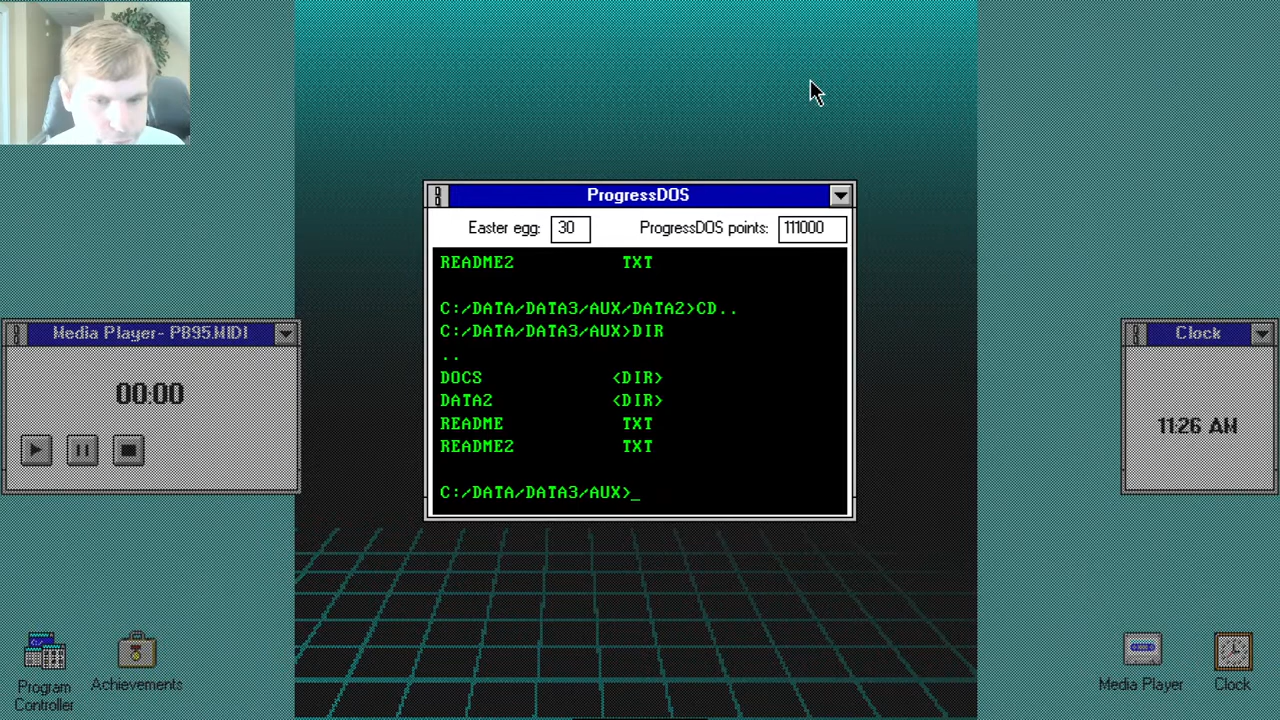 ProgressDOS
Easter egg: 30 ProgressDOS points: 111000
README2 TXT
C:/DATA/DATA3/AUX/DATA2>CD..
C:/DATA/DATA3/AUX>DIR
..
DOCS <DIR>
DATA2 <DIR>
README TXT
README2 TXT
C:/DATA/DATA3/AUX>_
Media Player- PB95.MIDI
00:00
Clock
11:26 AM
Program
Controller
Achievements
Media Player
Clock